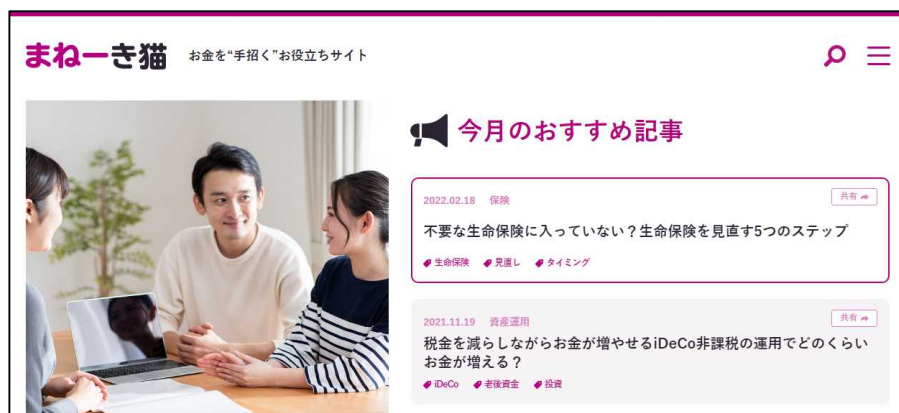 まねーき猫 お金を“手招く”お役立ちサイト
今月のおすすめ記事
2022.02.18 保険 共有
不要な生命保険に入っていない？生命保険を見直す5つのステップ
生命保険 見直し タイミング
2021.11.19 資産運用 共有
税金を減らしながらお金が増やせるiDeCo非課税の運用でどのくらい
お金が増える？
iDeCo 老後資金 投資